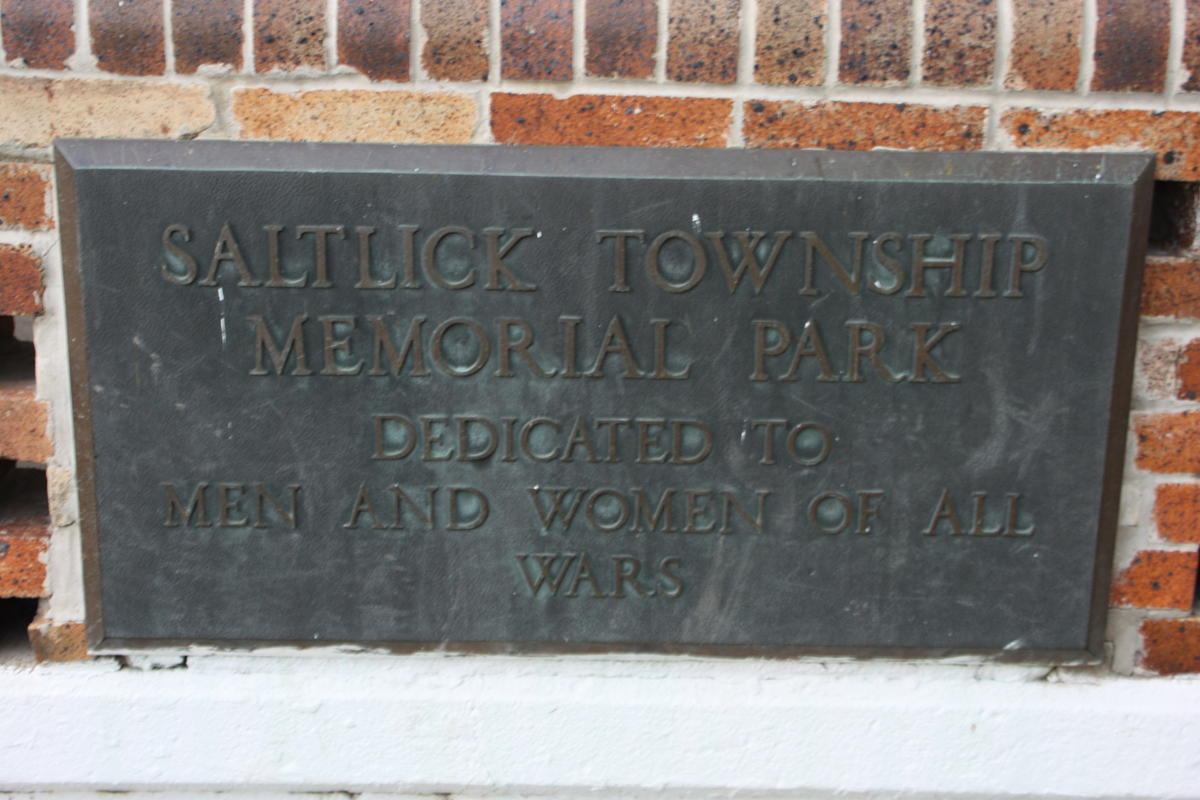 SALTLICK TOWNSHIP
MEMORIAL PARK
DEDICATED TO
MEN AND WOMEN OF ALL
WARS